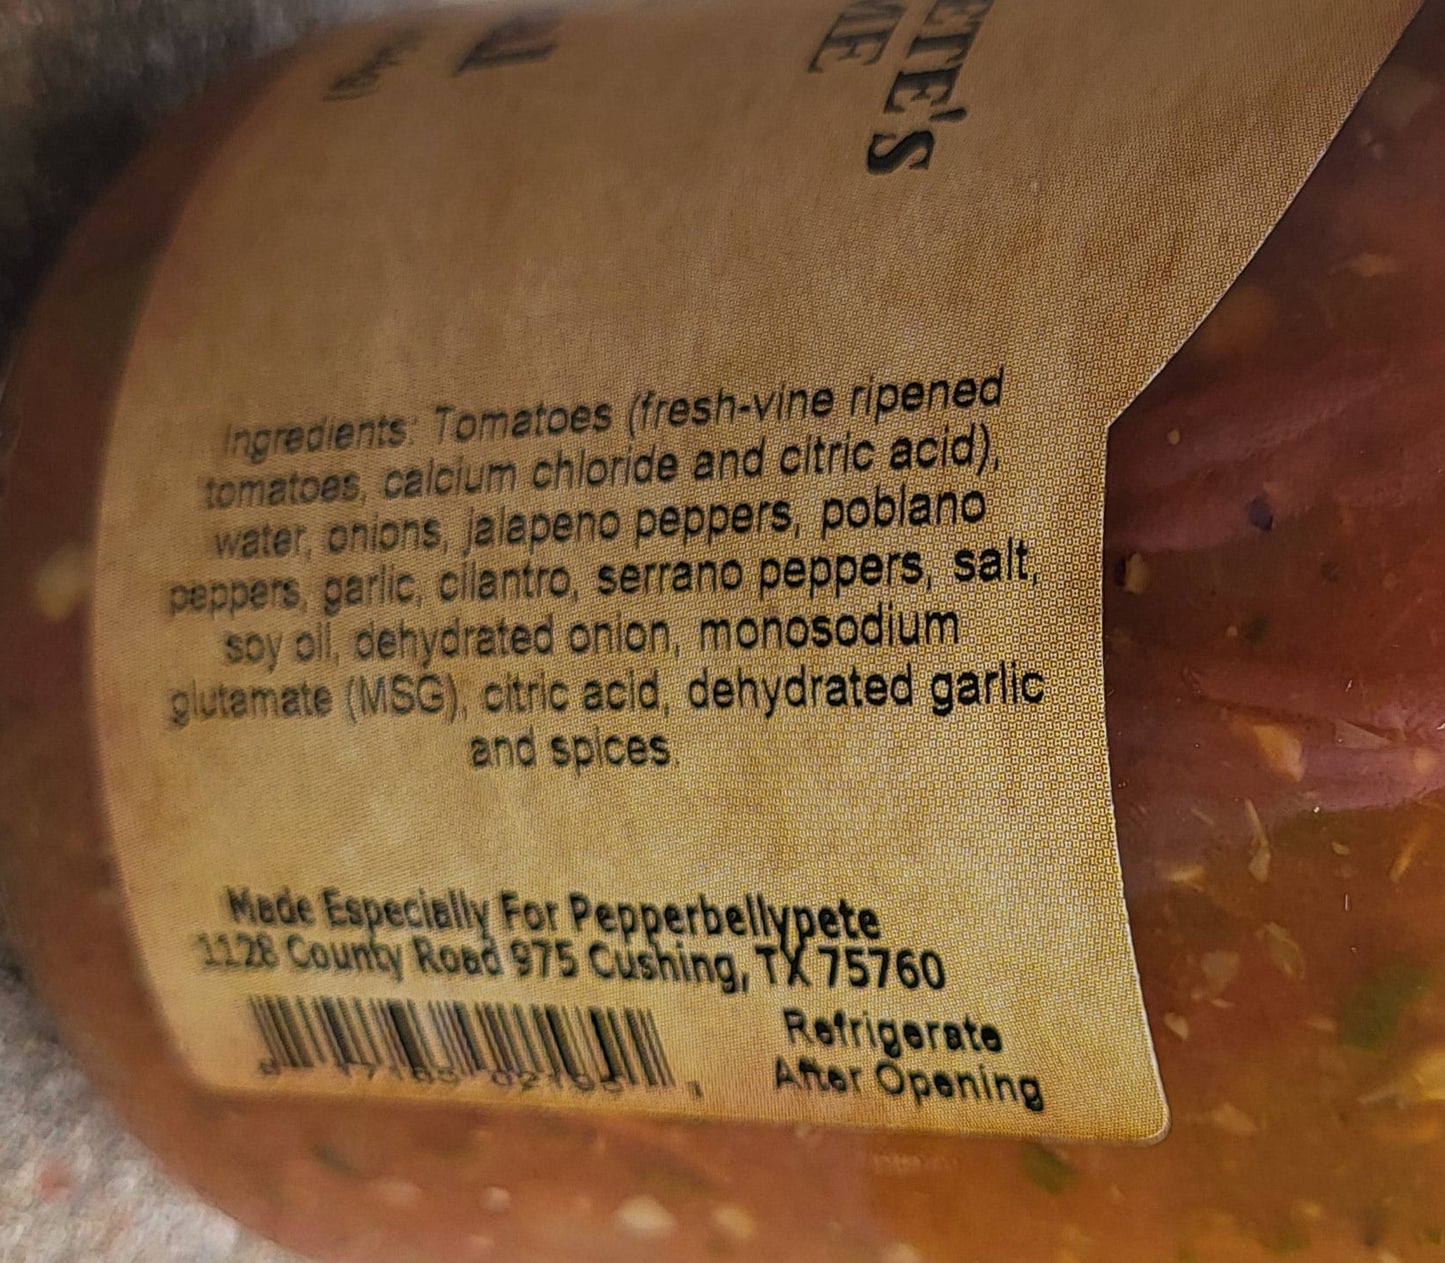 ETE'S
ME
Ingredients: Tomatoes (fresh-vine ripened
tomatoes, calcium chloride and citric acid),
water, onions, jalapeno peppers, poblano
peppers, garlic, cilantro, serrano peppers, salt,
soy oil, dehydrated onion, monosodium
glutamate (MSG), citric acid, dehydrated garlic
and spices.
Made Especially For Pepperbellypete
1128 County Road 975 Cushing, TX 75760
Refrigerate
After Opening